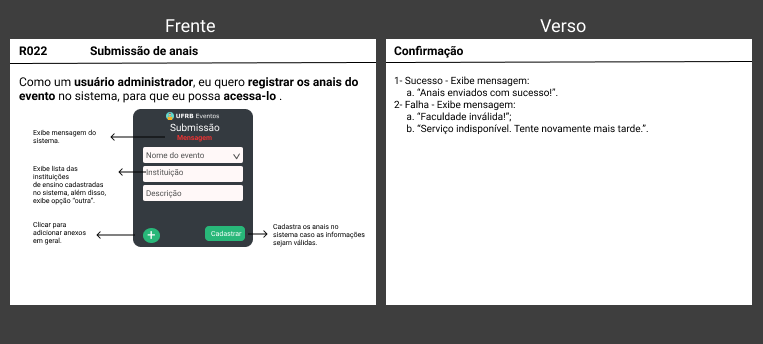 Frente
R022 Submissão de anais
Como um usuário administrador, eu quero registrar os anais do
evento no sistema, para que eu possa acessa-lo .
Exibe mensagem do
sistema.
Exibe lista das
instituições
de ensino cadastradas
no sistema, além disso,
exibe opção "outra".
Clicar para
adicionar anexos
em geral.
UFRB Eventos
Submissão
Mensagem
Nome do evento
Instituição
Descrição
+
Cadastrar
Cadastra os anais no
sistema caso as informações
sejam válidas.
Verso
Confirmação
1- Sucesso - Exibe mensagem:
a. “Anais enviados com sucesso!”.
2- Falha - Exibe mensagem:
a. “Faculdade inválida!”;
b. “Serviço indisponível. Tente novamente mais tarde.”.